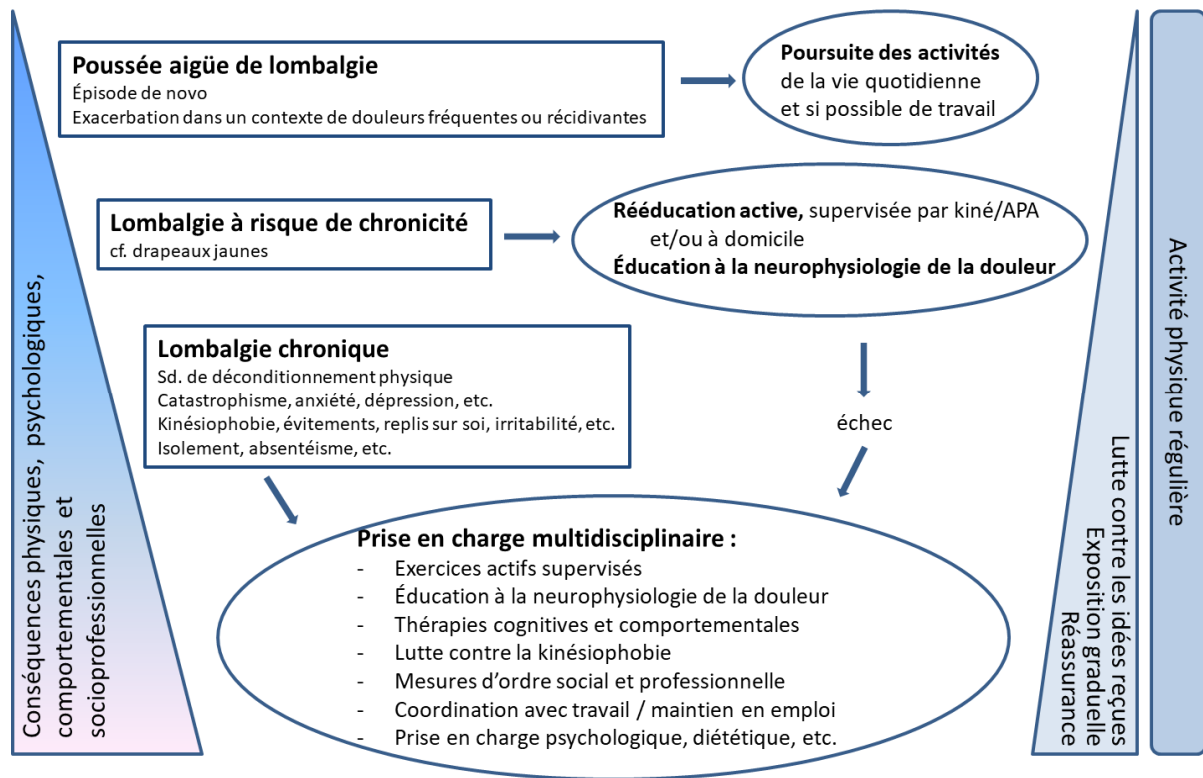 Poussée aigüe de lombalgie
Épisode de novo
Exacerbation dans un contexte de douleurs fréquentes ou récidivantes
Poursuite des activités
de la vie quotidienne
et si possible de travail
Lombalgie à risque de chronicité
cf. drapeaux jaunes
Rééducation active, supervisée par kiné/APA
et/ou à domicile
Éducation à la neurophysiologie de la douleur
Lombalgie chronique
Sd. de déconditionnement physique
Catastrophisme, anxiété, dépression, etc.
Kinésiophobie, évitements, replis sur soi, irritabilité, etc.
Isolement, absentéisme, etc.
échec
Prise en charge multidisciplinaire :
- Exercices actifs supervisés
- Éducation à la neurophysiologie de la douleur
- Thérapies cognitives et comportementales
- Lutte contre la kinésiophobie
- Mesures d'ordre social et professionnelle
- Coordination avec travail / maintien en emploi
- Prise en charge psychologique, diététique, etc.
Conséquences physiques, psychologiques,
comportementales et
socioprofessionnelles
Lutte contre les idées reçues
Exposition graduelle
Réassurance
Activité physique régulière